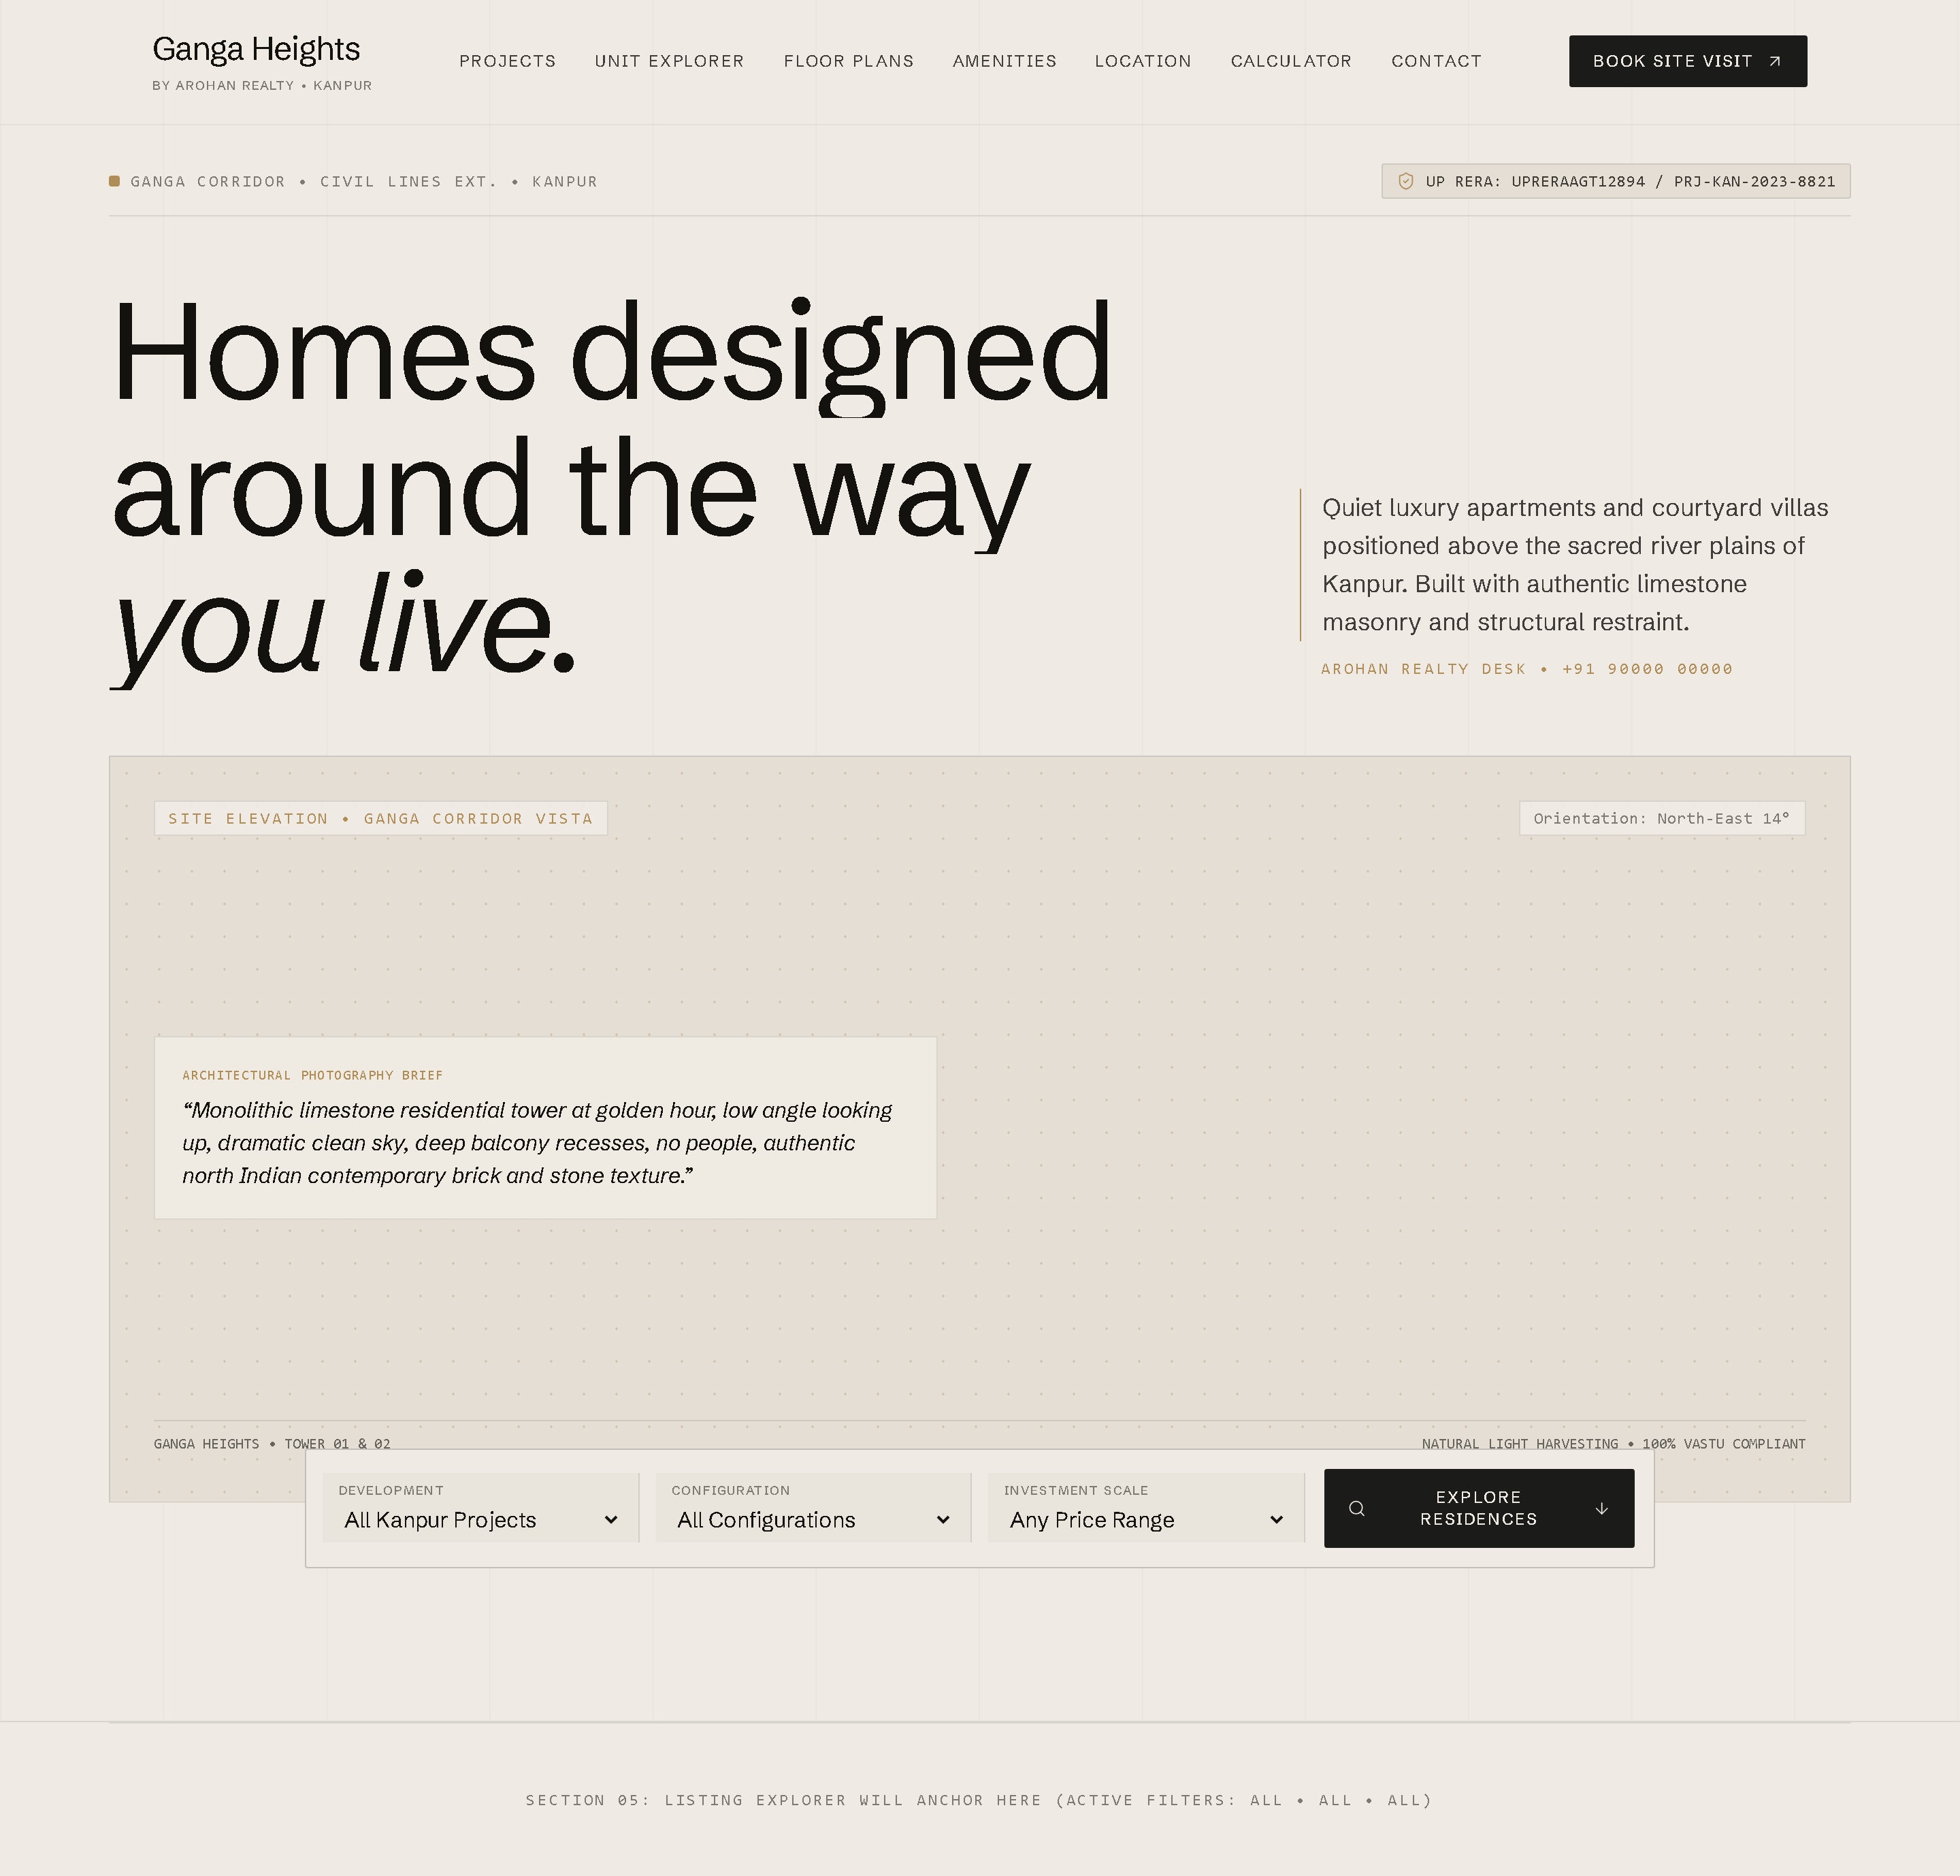 Ganga Heights
BY AROHAN REALTY • KANPUR
PROJECTS
UNIT EXPLORER
FLOOR PLANS
AMENITIES
LOCATION
CALCULATOR
CONTACT
BOOK SITE VISIT
GANGA CORRIDOR • CIVIL LINES EXT. • KANPUR
UP RERA: UPRERAAGT12894 / PRJ-KAN-2023-8821
Homes designed
around the way
you live.
Quiet luxury apartments and courtyard villas
positioned above the sacred river plains of
Kanpur. Built with authentic limestone
masonry and structural restraint.
AROHAN REALTY DESK • +91 90000 00000
SITE ELEVATION • GANGA CORRIDOR VISTA
Orientation: North-East 14°
ARCHITECTURAL PHOTOGRAPHY BRIEF
“Monolithic limestone residential tower at golden hour, low angle looking
up, dramatic clean sky, deep balcony recesses, no people, authentic
north Indian contemporary brick and stone texture.”
GANGA HEIGHTS • TOWER 01 & 02
NATURAL LIGHT HARVESTING • 100% VASTU COMPLIANT
DEVELOPMENT
All Kanpur Projects
CONFIGURATION
All Configurations
INVESTMENT SCALE
Any Price Range
EXPLORE
RESIDENCES
SECTION 05: LISTING EXPLORER WILL ANCHOR HERE (ACTIVE FILTERS: ALL • ALL • ALL)